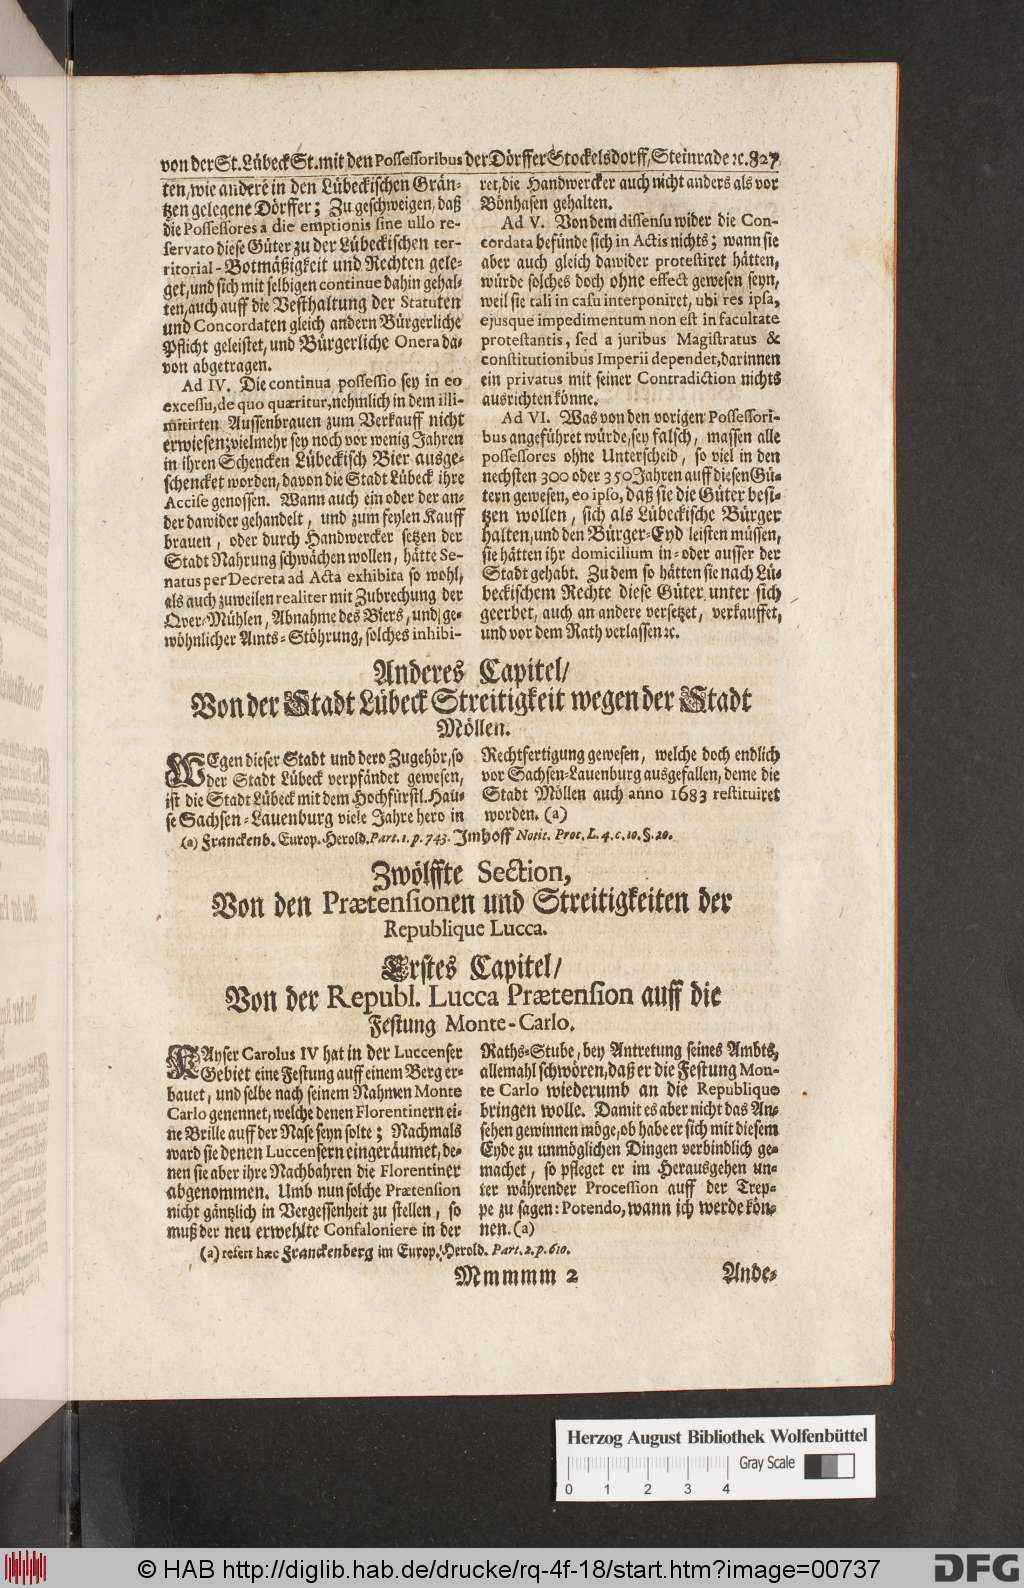 von der St. Lübeck St. mit den Possessoribus der Dörffer Stockelsdorff/Steinrade ꝛc. 827
ten, wie andere in den Lübeckischen Grän-
tzen gelegene Dörffer; Zu geschweigen, daß
die Possessores a die emptionis sine ullo re-
servato diese Güter zu der Lübeckischen ter-
ritorial-Botmäßigkeit und Rechten gele-
get, und sich mit selbigen continue dahin gehal-
ten, auch auff die Vesthaltung der Statuten
und Concordaten gleich andern Bürgerliche
Pflicht geleistet, und Bürgerliche Onera da-
von abgetragen.
Ad IV. Die continua possessio sey in eo
excessu, de quo quæritur, nehmlich in dem illi-
mitirten Aussenbrauen zum Verkauff nicht
erwiesen; vielmehr sey noch vor wenig Jahren
in ihren Schencken Lübeckisch Bier ausge-
schencket worden, davon die Stadt Lübeck ihre
Accise genossen. Wann auch ein oder der an-
der dawider gehandelt, und zum feylen Kauff
brauen, oder durch Handwercker setzen der
Stadt Nahrung schwächen wollen, hätte Se-
natus per Decreta ad Acta exhibita so wohl,
als auch zuweilen realiter mit Zubrechung der
Qver-Mühlen, Abnahme des Biers, und ge-
wöhnlicher Amts-Stöhrung, solches inhibi-
ret, die Handwercker auch nicht anders als vor
Bönhasen gehalten.
Ad V. Von dem dissensu wider die Con-
cordata befünde sich in Actis nichts; wann sie
aber auch gleich dawider protestiret hätten,
würde solches doch ohne effect gewesen seyn,
weil sie tali in casu interponiret, ubi res ipsa,
ejusque impedimentum non est in facultate
protestantis, sed a juribus Magistratus &
constitutionibus Imperii dependet, darinnen
ein privatus mit seiner Contradiction nichts
ausrichten könne.
Ad VI. Was von den vorigen Possessori-
bus angeführet würde, sey falsch, massen alle
possessores ohne Unterscheid, so viel in den
nechsten 300 oder 350 Jahren auff diesen Gü-
tern gewesen, eo ipso, daß sie die Güter besi-
tzen wollen, sich als Lübeckische Bürger
halten, und den Bürger-Eyd leisten müssen,
sie hätten ihr domicilium in- oder ausser der
Stadt gehabt. Zu dem so hätten sie nach Lü-
beckischem Rechte diese Güter unter sich
geerbet, auch an andere versetzet, verkauffet,
und vor dem Rath verlassen ꝛc.
Anderes Capitel/
Von der Stadt Lübeck Streitigkeit wegen der Stadt
Möllen.
WEgen dieser Stadt und dero Zugehör, so
der Stadt Lübeck verpfändet gewesen,
ist die Stadt Lübeck mit dem Hochfürstl. Hau-
se Sachsen-Lauenburg viele Jahre hero in
Rechtfertigung gewesen, welche doch endlich
vor Sachsen-Lauenburg ausgefallen, deme die
Stadt Möllen auch anno 1683 restituiret
worden. (a)
(a) Franckenb. Europ. Herold. Part. 1. p. 743. Imhoff Notit. Proc. L. 4. c. 10. §. 20.
Zwölffte Section,
Von den Prætensionen und Streitigkeiten der
Republique Lucca.
Erstes Capitel/
Von der Republ. Lucca Prætension auff die
Festung Monte-Carlo.
KAyser Carolus IV hat in der Luccenser
Gebiet eine Festung auff einem Berg er-
bauet, und selbe nach seinem Nahmen Monte
Carlo genennet, welche denen Florentinern ei-
ne Brille auff der Nase seyn solte; Nachmals
ward sie denen Luccensern eingeräumet, de-
nen sie aber ihre Nachbahren die Florentiner
abgenommen. Umb nun solche Prætension
nicht gäntzlich in Vergessenheit zu stellen, so
muß der neu erwehlte Confaloniere in der
Raths-Stube, bey Antretung seines Ambts,
allemahl schwören, daß er die Festung Mon-
te Carlo wiederumb an die Republique
bringen wolle. Damit es aber nicht das An-
sehen gewinnen möge, ob habe er sich mit diesem
Eyde zu unmöglichen Dingen verbindlich ge-
machet, so pfleget er im Herausgehen un-
ter währender Procession auff der Trep-
pe zu sagen: Potendo, wann ich werde kön-
nen. (a)
(a) refert hæc Franckenberg im Europ. Herold. Part. 2. p. 610.
Mmmmm 2
Ande-
Herzog August Bibliothek Wolfenbüttel
Gray Scale
0 1 2 3 4
© HAB http://diglib.hab.de/drucke/rq-4f-18/start.htm?image=00737
DFG